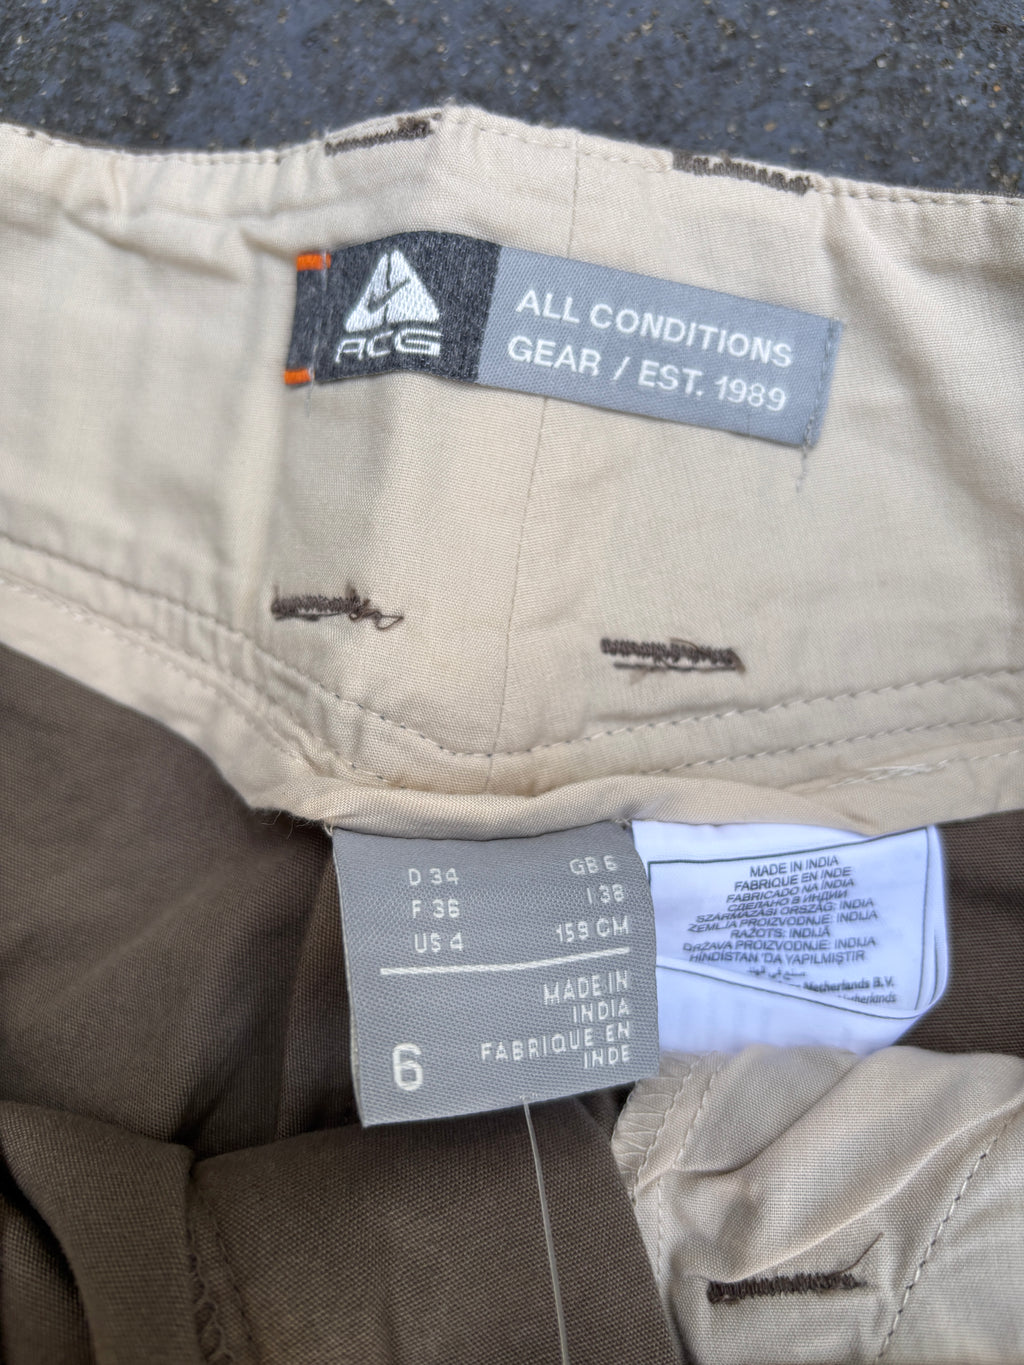 ACG
ALL CONDITIONS
GEAR / EST. 1989
D 34
GB 6
F 36
I 38
US 4
159 CM
MADE IN
INDIA
FABRIQUE EN
INDE
6
MADE IN INDIA
FABRIQUE EN INDE
FABRICADO NA ÍNDIA
СДЕЛАНО В ИНДИИ
SZÁRMAZÁSI ORSZÁG: INDIA
ZEMLJA PROIZVODNJE: INDIJA
RAŽOTS: INDIJĀ
DRŽAVA PROIZVODNJE: INDIJA
HİNDİSTAN 'DA YAPILMIŞTIR
Netherlands B.V.